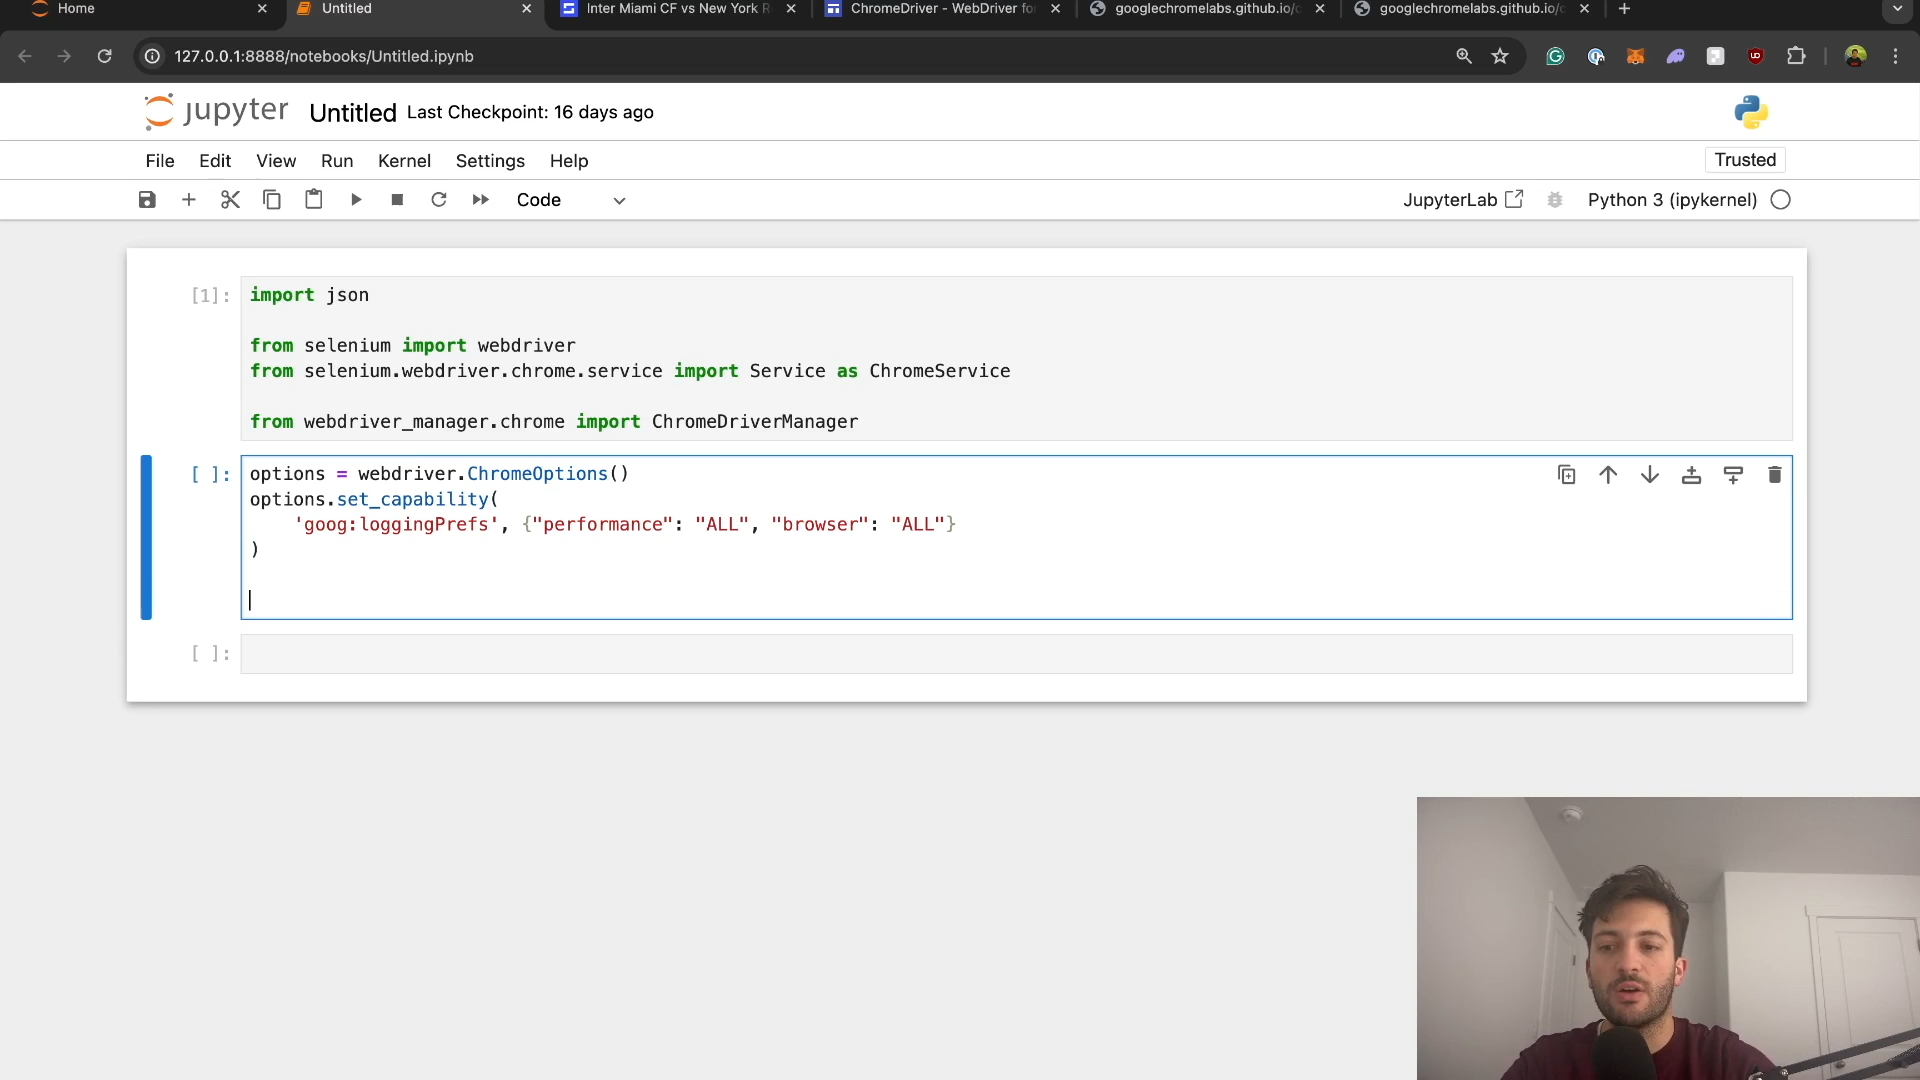 Home
Untitled
Inter Miami CF vs New York R
ChromeDriver - WebDriver fo
googlechromelabs.github.io/c
googlechromelabs.github.io/c
127.0.0.1:8888/notebooks/Untitled.ipynb
jupyter Untitled Last Checkpoint: 16 days ago
File Edit View Run Kernel Settings Help
Trusted
Code
JupyterLab
Python 3 (ipykernel)
[1]:
import json
from selenium import webdriver
from selenium.webdriver.chrome.service import Service as ChromeService
from webdriver_manager.chrome import ChromeDriverManager
[ ]:
options = webdriver.ChromeOptions()
options.set_capability(
'goog:loggingPrefs', {"performance": "ALL", "browser": "ALL"}
)
[ ]: